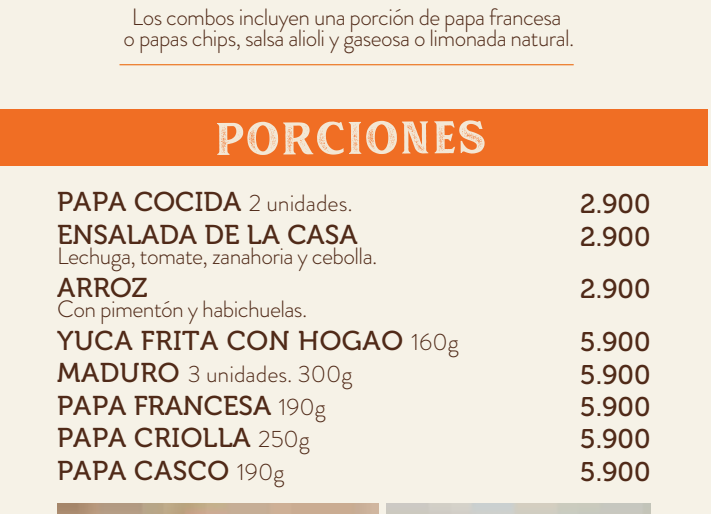 Los combos incluyen una porción de papa francesa
o papas chips, salsa alioli y gaseosa o limonada natural.
PORCIONES
PAPA COCIDA 2 unidades. 2.900
ENSALADA DE LA CASA 2.900
Lechuga, tomate, zanahoria y cebolla.
ARROZ 2.900
Con pimentón y habichuelas.
YUCA FRITA CON HOGAO 160g 5.900
MADURO 3 unidades. 300g 5.900
PAPA FRANCESA 190g 5.900
PAPA CRIOLLA 250g 5.900
PAPA CASCO 190g 5.900